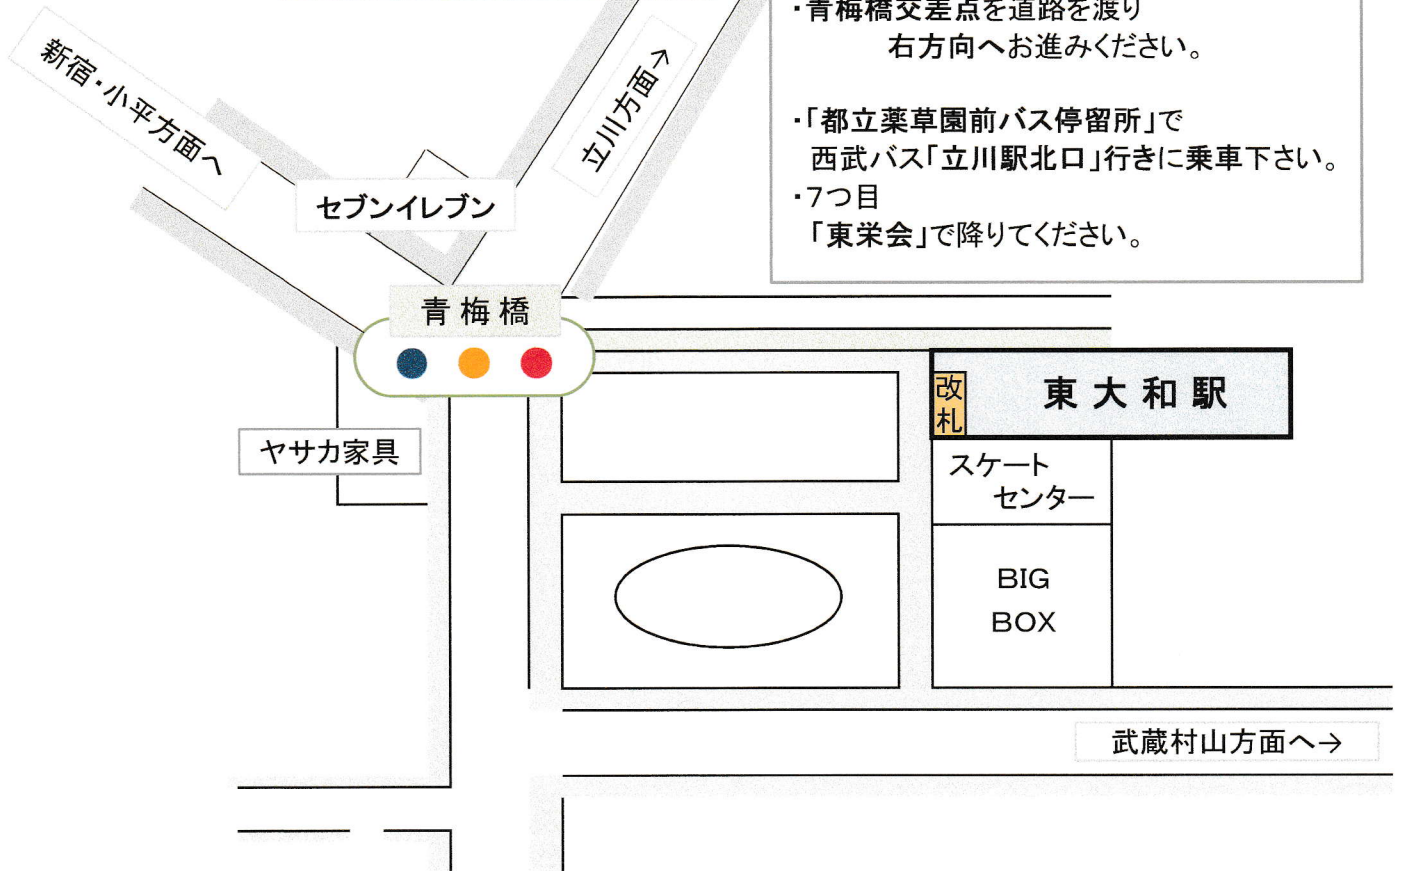 ・青梅橋交差点を道路を渡り
右方向へお進みください。
・「都立薬草園前バス停留所」で
西武バス「立川駅北口」行きに乗車下さい。
・7つ目
「東栄会」で降りてください。
新宿・小平方面へ
立川方面→
セブンイレブン
青梅橋
改札
東大和駅
ヤサカ家具
スケート
センター
BIG
BOX
武蔵村山方面へ→